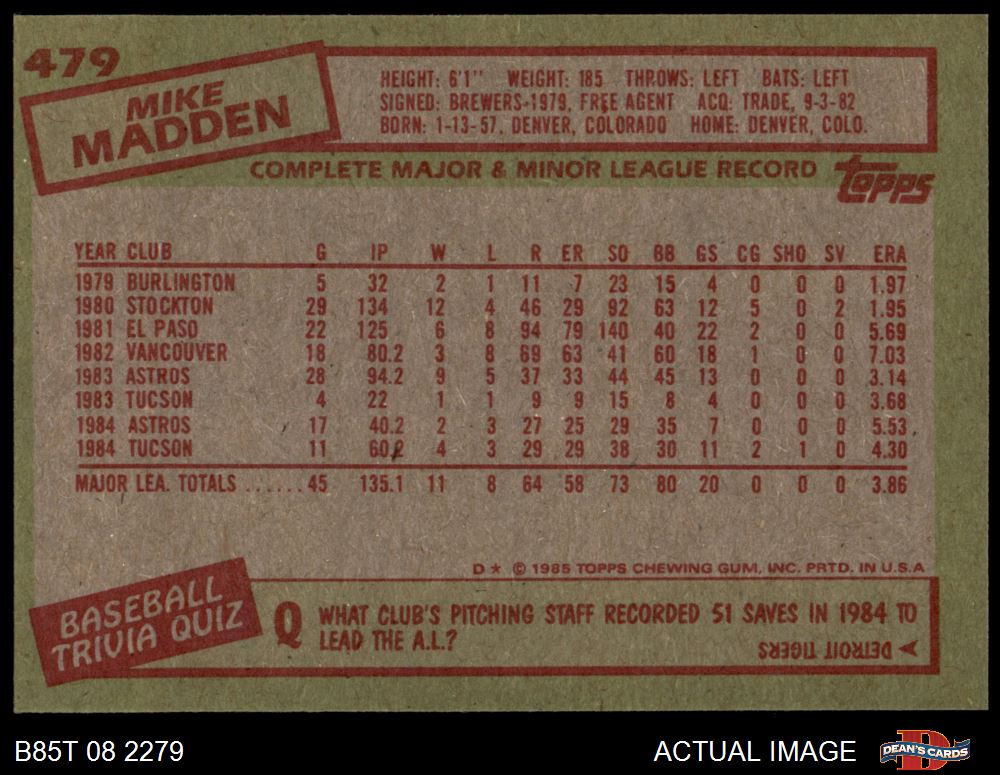 479
MIKE
MADDEN
HEIGHT: 6'1" WEIGHT: 185 THROWS: LEFT BATS: LEFT
SIGNED: BREWERS-1979, FREE AGENT ACQ: TRADE, 9-3-82
BORN: 1-13-57, DENVER, COLORADO HOME: DENVER, COLO.
COMPLETE MAJOR & MINOR LEAGUE RECORD
TOPPS
YEAR CLUB G IP W L R ER SO BB GS CG SHO SV ERA
1979 BURLINGTON 5 32 2 1 11 7 23 15 4 0 0 0 1.97
1980 STOCKTON 29 134 12 4 46 29 92 63 12 5 0 2 1.95
1981 EL PASO 22 125 6 8 94 79 140 40 22 2 0 0 5.69
1982 VANCOUVER 18 80.2 3 8 69 63 41 60 18 1 0 0 7.03
1983 ASTROS 28 94.2 9 5 37 33 44 45 13 0 0 0 3.14
1983 TUCSON 4 22 1 1 9 9 15 8 4 0 0 0 3.68
1984 ASTROS 17 40.2 2 3 27 25 29 35 7 0 0 0 5.53
1984 TUCSON 11 60.2 4 3 29 29 38 30 11 2 1 0 4.30
MAJOR LEA. TOTALS ......45 135.1 11 8 64 58 73 80 20 0 0 0 3.86
D★ © 1985 TOPPS CHEWING GUM, INC. PRTD. IN U.S.A
BASEBALL
TRIVIA QUIZ
Q WHAT CLUB'S PITCHING STAFF RECORDED 51 SAVES IN 1984 TO
LEAD THE A.L.?
A DETROIT TIGERS
B85T 08 2279
ACTUAL IMAGE
D
DEAN'S CARDS